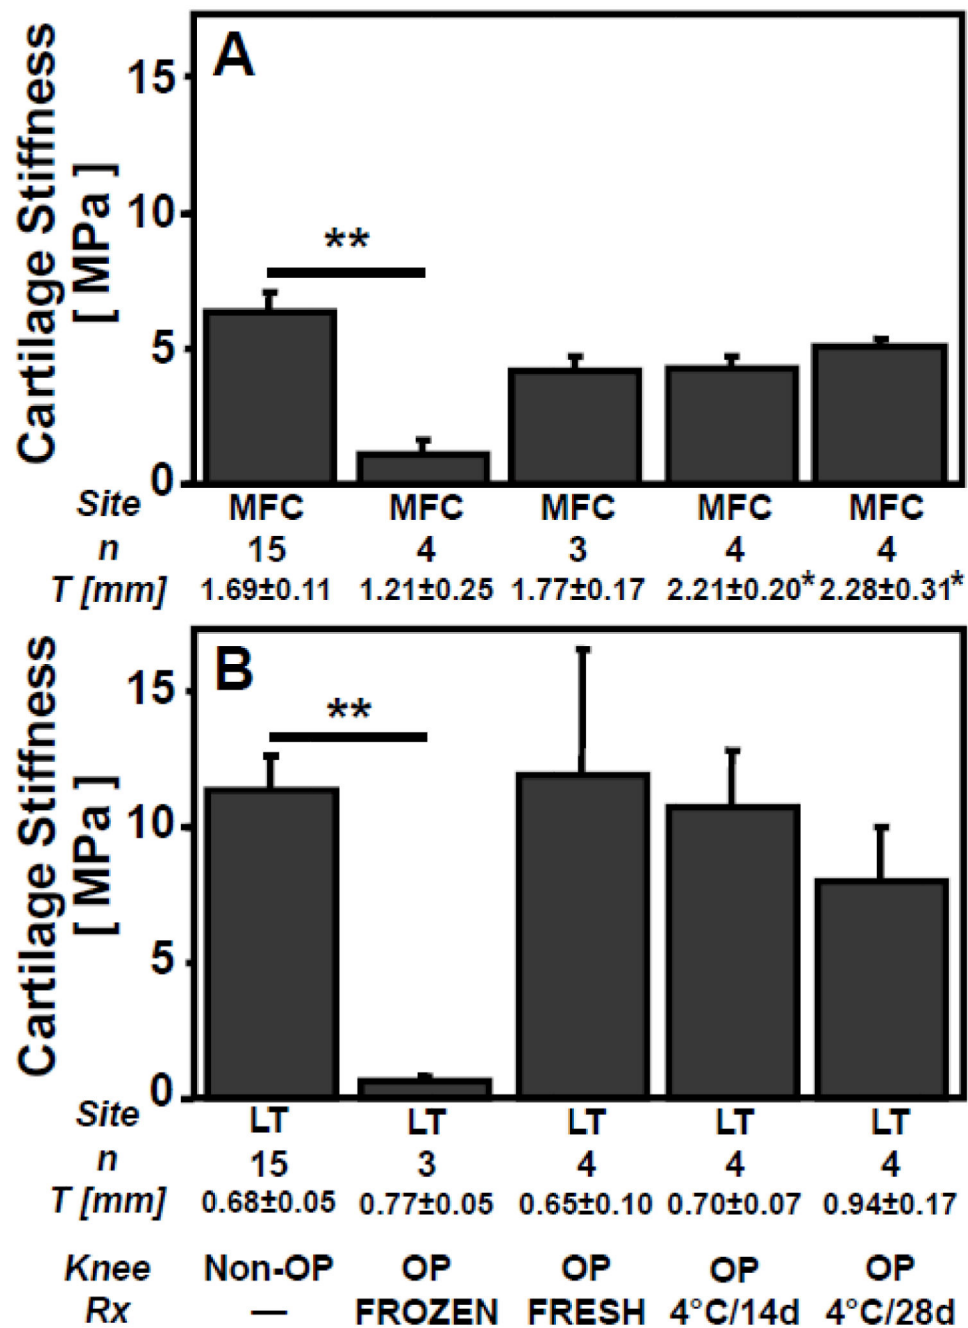 A
Cartilage Stiffness
[ MPa ]
15
10
5
0
**
Site MFC MFC MFC MFC MFC
n 15 4 3 4 4
T [mm] 1.69±0.11 1.21±0.25 1.77±0.17 2.21±0.20* 2.28±0.31*
B
Cartilage Stiffness
[ MPa ]
15
10
5
0
**
Site LT LT LT LT LT
n 15 3 4 4 4
T [mm] 0.68±0.05 0.77±0.05 0.65±0.10 0.70±0.07 0.94±0.17
Knee Non-OP OP OP OP OP
Rx — FROZEN FRESH 4°C/14d 4°C/28d